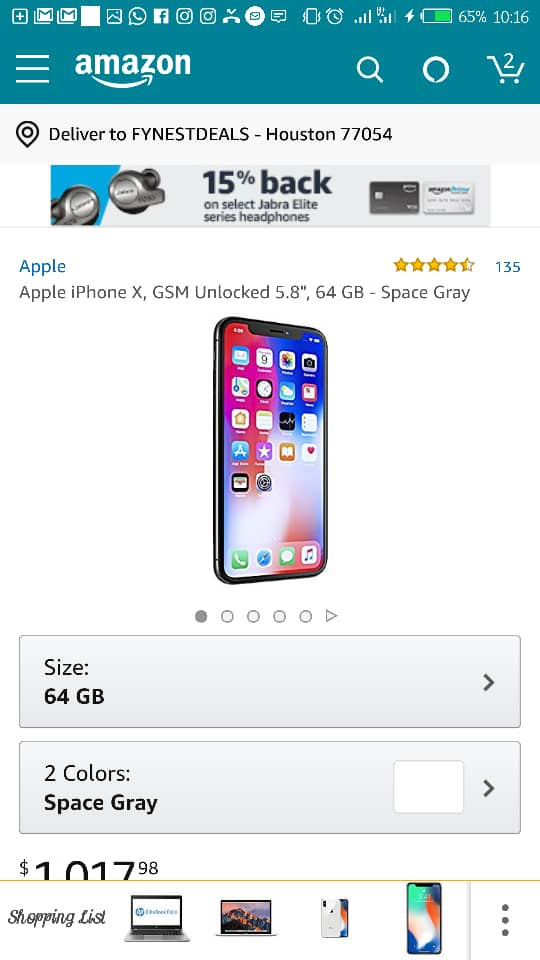 65% 10:16
amazon
2
Deliver to FYNESTDEALS - Houston 77054
15% back
on select Jabra Elite
series headphones
Apple
135
Apple iPhone X, GSM Unlocked 5.8", 64 GB - Space Gray
Size:
64 GB
2 Colors:
Space Gray
$1,017 98
Shopping List